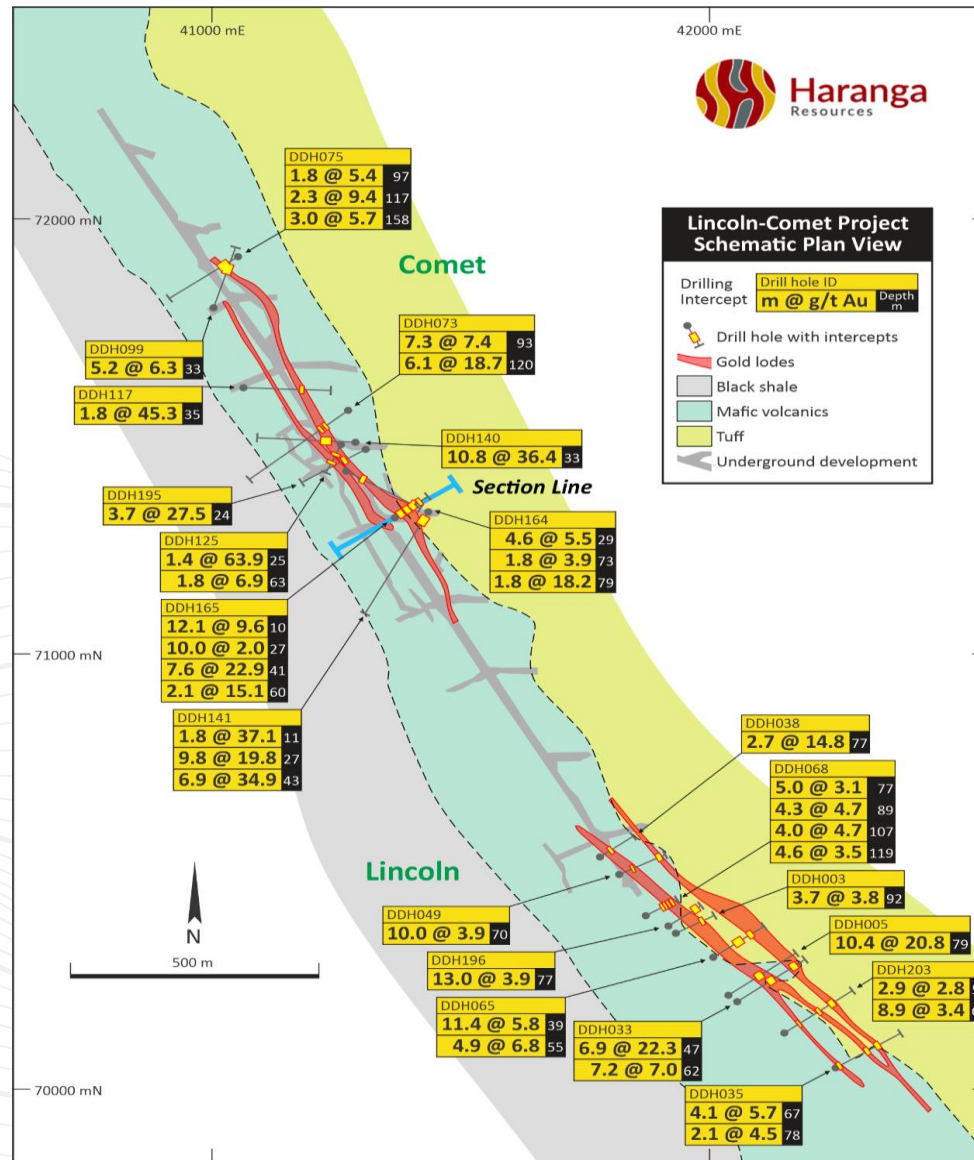 41000 mE
42000 mE
Haranga
Resources
DDH075
1.8 @ 5.4 97
2.3 @ 9.4 117
3.0 @ 5.7 158
72000 mN
Lincoln-Comet Project
Schematic Plan View
Drilling
Intercept
Drill hole ID
m @ g/t Au
Depth
m
Drill hole with intercepts
Gold lodes
Black shale
Mafic volcanics
Tuff
Underground development
Comet
DDH073
7.3 @ 7.4 93
6.1 @ 18.7 120
DDH099
5.2 @ 6.3 33
DDH117
1.8 @ 45.3 35
DDH140
10.8 @ 36.4 33
Section Line
DDH195
3.7 @ 27.5 24
DDH164
4.6 @ 5.5 29
1.8 @ 3.9 73
1.8 @ 18.2 79
DDH125
1.4 @ 63.9 25
1.8 @ 6.9 63
DDH165
12.1 @ 9.6 10
10.0 @ 2.0 27
7.6 @ 22.9 41
2.1 @ 15.1 60
71000 mN
DDH141
1.8 @ 37.1 11
9.8 @ 19.8 27
6.9 @ 34.9 43
DDH038
2.7 @ 14.8 77
DDH068
5.0 @ 3.1 77
4.3 @ 4.7 89
4.0 @ 4.7 107
4.6 @ 3.5 119
Lincoln
DDH003
3.7 @ 3.8 92
DDH049
10.0 @ 3.9 70
DDH005
10.4 @ 20.8 79
N
500 m
DDH196
13.0 @ 3.9 77
DDH203
2.9 @ 2.8
8.9 @ 3.4
DDH065
11.4 @ 5.8 39
4.9 @ 6.8 55
DDH033
6.9 @ 22.3 47
7.2 @ 7.0 62
70000 mN
DDH035
4.1 @ 5.7 67
2.1 @ 4.5 78